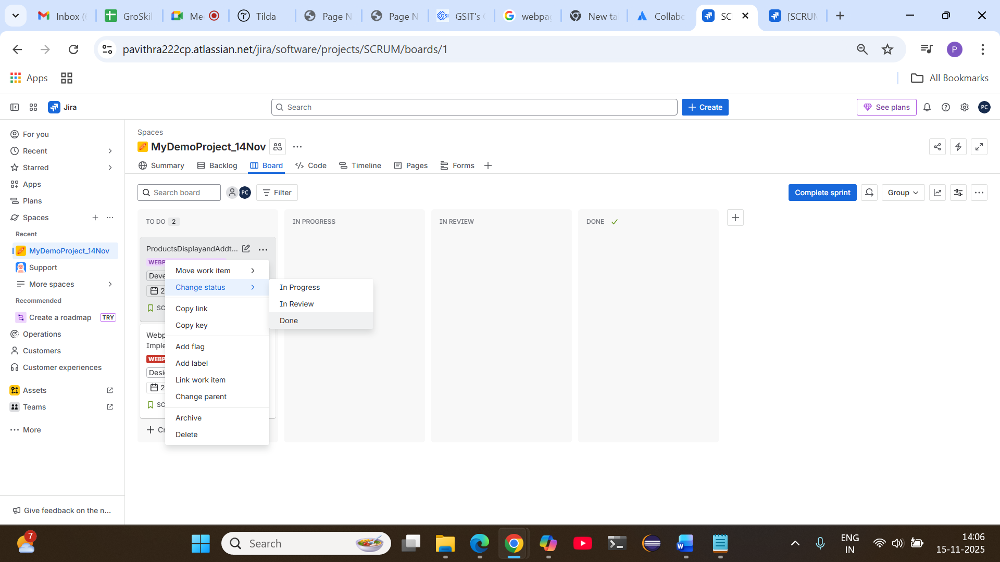 Inbox (6
GroSkil
Me
Tilda
Page N
Page N
GSIT's
webpag
New ta
Collabo
SC
[SCRUM
pavithra222cp.atlassian.net/jira/software/projects/SCRUM/boards/1
P
Apps
All Bookmarks
Jira
Search
Create
See plans
PC
For you
Recent
Starred
Apps
Plans
Spaces
Recent
MyDemoProject_14Nov
Support
More spaces
Recommended
Create a roadmap TRY
Operations
Customers
Customer experiences
Assets
Teams
More
Give feedback on the n...
Spaces
MyDemoProject_14Nov
Summary
Backlog
Board
Code
Timeline
Pages
Forms
Search board
PC
Filter
Complete sprint
Group
TO DO 2
IN PROGRESS
IN REVIEW
DONE
ProductsDisplayandAddt...
WEBP
Deve
2
SC
Webp
Imple
WEBP
Desig
2
SC
Cr
Move work item
Change status
Copy link
Copy key
Add flag
Add label
Link work item
Change parent
Archive
Delete
In Progress
In Review
Done
7
Search
ENG
IN
14:06
15-11-2025